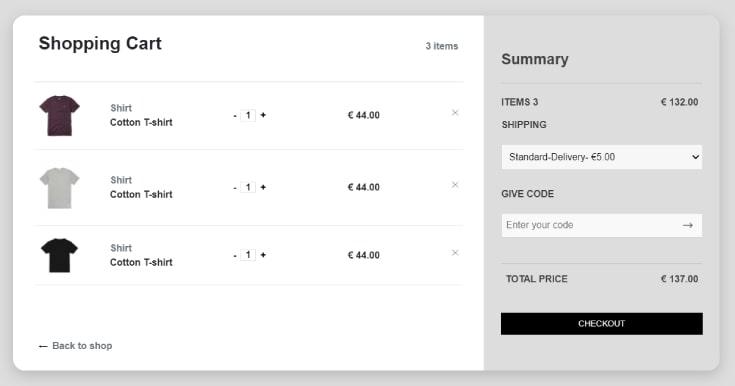 Shopping Cart
3 items
Shirt
Cotton T-shirt
- 1 +
€ 44.00
×
Shirt
Cotton T-shirt
- 1 +
€ 44.00
×
Shirt
Cotton T-shirt
- 1 +
€ 44.00
×
← Back to shop
Summary
ITEMS 3 € 132.00
SHIPPING
Standard-Delivery- €5.00
GIVE CODE
Enter your code →
TOTAL PRICE € 137.00
CHECKOUT